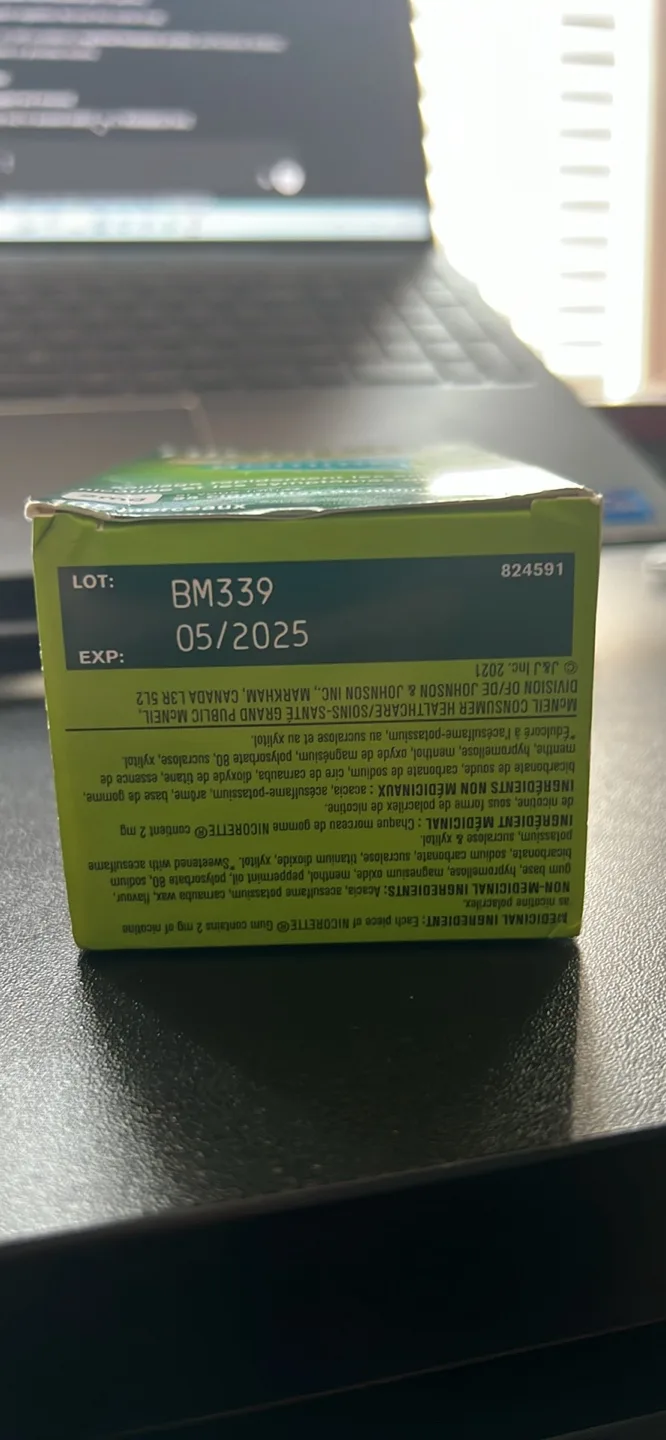 LOT:
BM339
824591
EXP:
05/2025
MEDICINAL INGREDIENT: Each piece of NICORETTE® Gum contains 2 mg of nicotine
as nicotine polacrilex.
NON-MEDICINAL INGREDIENTS: Acacia, acesulfame potassium, carnauba wax, flavour,
gum base, hypromellose, magnesium oxide, menthol, peppermint oil, polysorbate 80, sodium
bicarbonate, sodium carbonate, sucralose, titanium dioxide, xylitol. *Sweetened with acesulfame
potassium, sucralose & xylitol.
INGRÉDIENT MÉDICINAL : Chaque morceau de gomme NICORETTE® contient 2 mg
de nicotine, sous forme de polacrilex de nicotine.
INGRÉDIENTS NON MÉDICINAUX : acacia, acésulfame-potassium, arôme, base de gomme,
bicarbonate de soude, carbonate de sodium, cire de carnauba, dioxyde de titane, essence de
menthe, hypromellose, menthol, oxyde de magnésium, polysorbate 80, sucralose, xylitol.
*Édulcoré à l'acésulfame-potassium, au sucralose et au xylitol.
McNEIL CONSUMER HEALTHCARE/SOINS-SANTÉ GRAND PUBLIC McNEIL,
DIVISION OF/DE JOHNSON & JOHNSON INC., MARKHAM, CANADA L3R 5L2
© J&J Inc. 2021